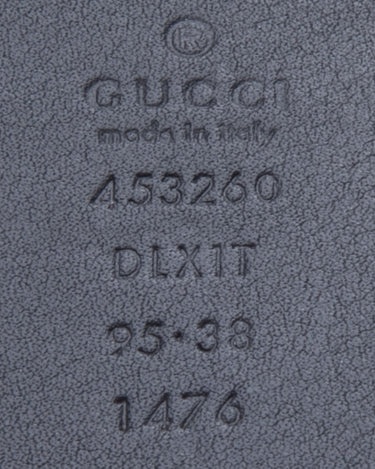 ®
GUCCI
made in italy
453260
DLX1T
95·38
1476